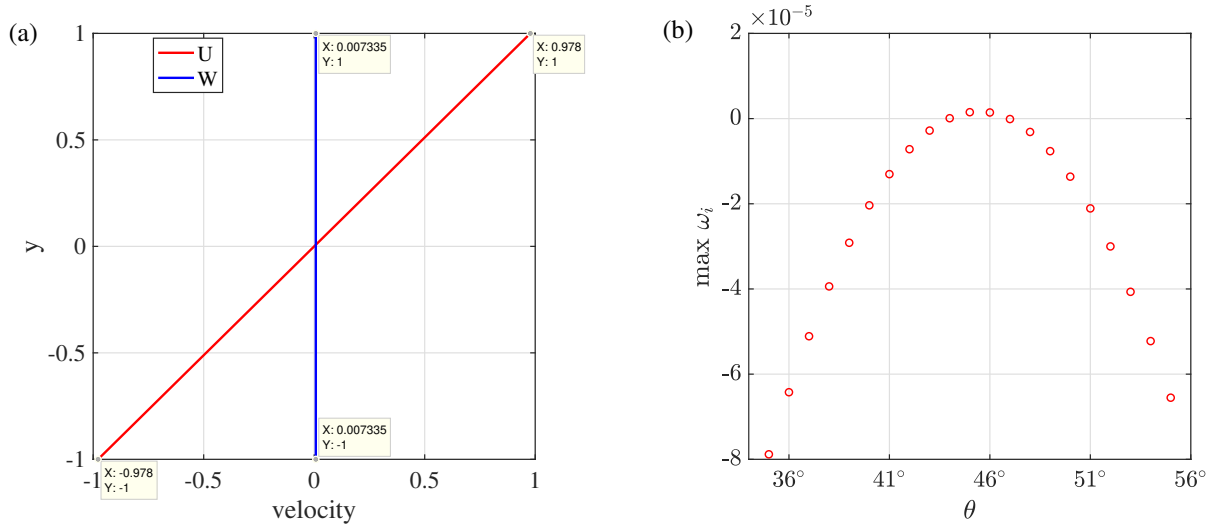 (a)
U
W
X: 0.007335
Y: 1
X: 0.978
Y: 1
1
0.5
0
-0.5
-1
y
X: 0.007335
Y: -1
X: -0.978
Y: -1
-1
-0.5
0
0.5
1
velocity
(b)
×10⁻⁵
2
0
-2
-4
-6
-8
max ωᵢ
36°
41°
46°
51°
56°
θ